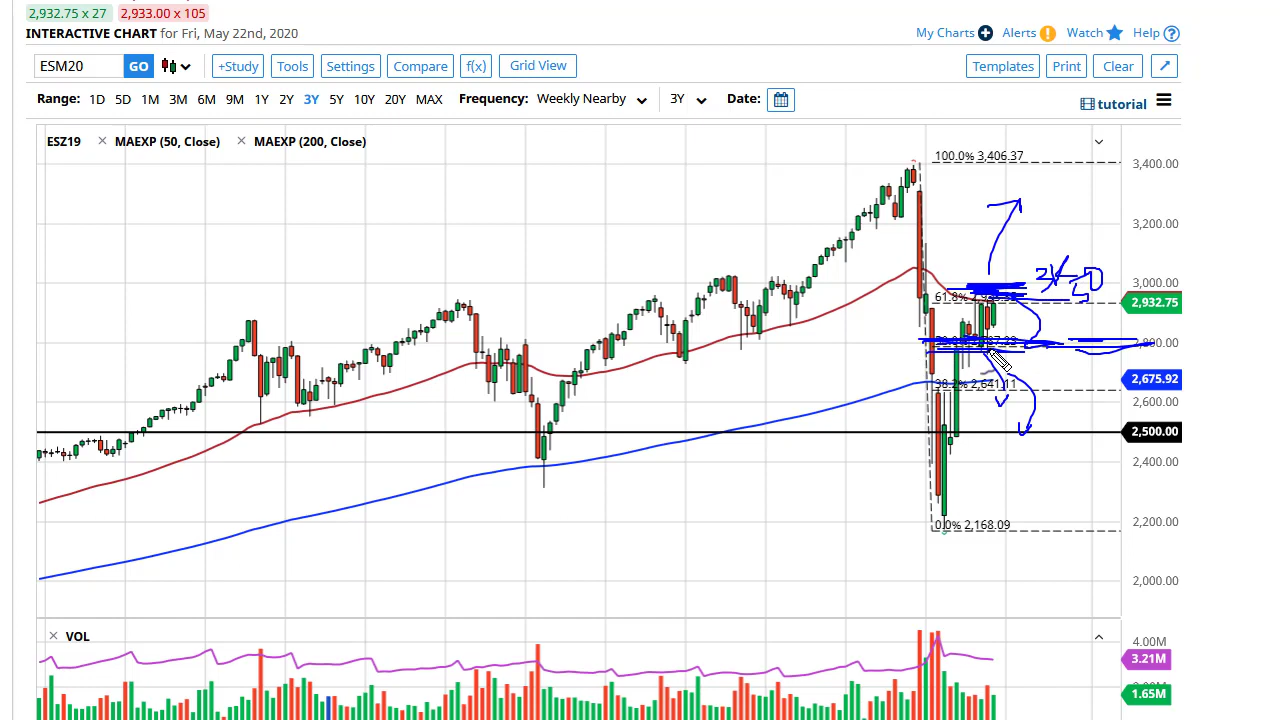 2,932.75 x 27 2,933.00 x 105
INTERACTIVE CHART for Fri, May 22nd, 2020
My Charts Alerts Watch Help
ESM20 GO +Study Tools Settings Compare f(x) Grid View Templates Print Clear
Range: 1D 5D 1M 3M 6M 9M 1Y 2Y 3Y 5Y 10Y 20Y MAX Frequency: Weekly Nearby 3Y Date:
tutorial
ESZ19 MAEXP (50, Close) MAEXP (200, Close)
100.0% 3,406.37
3,400.00
3,200.00
3,000.00
61.8%
2,932.75
2,675.92
38.2% 2,641.11
2,600.00
2,500.00
2,400.00
0.0% 2,168.09
2,200.00
2,000.00
VOL
4.00M
3.21M
1.65M